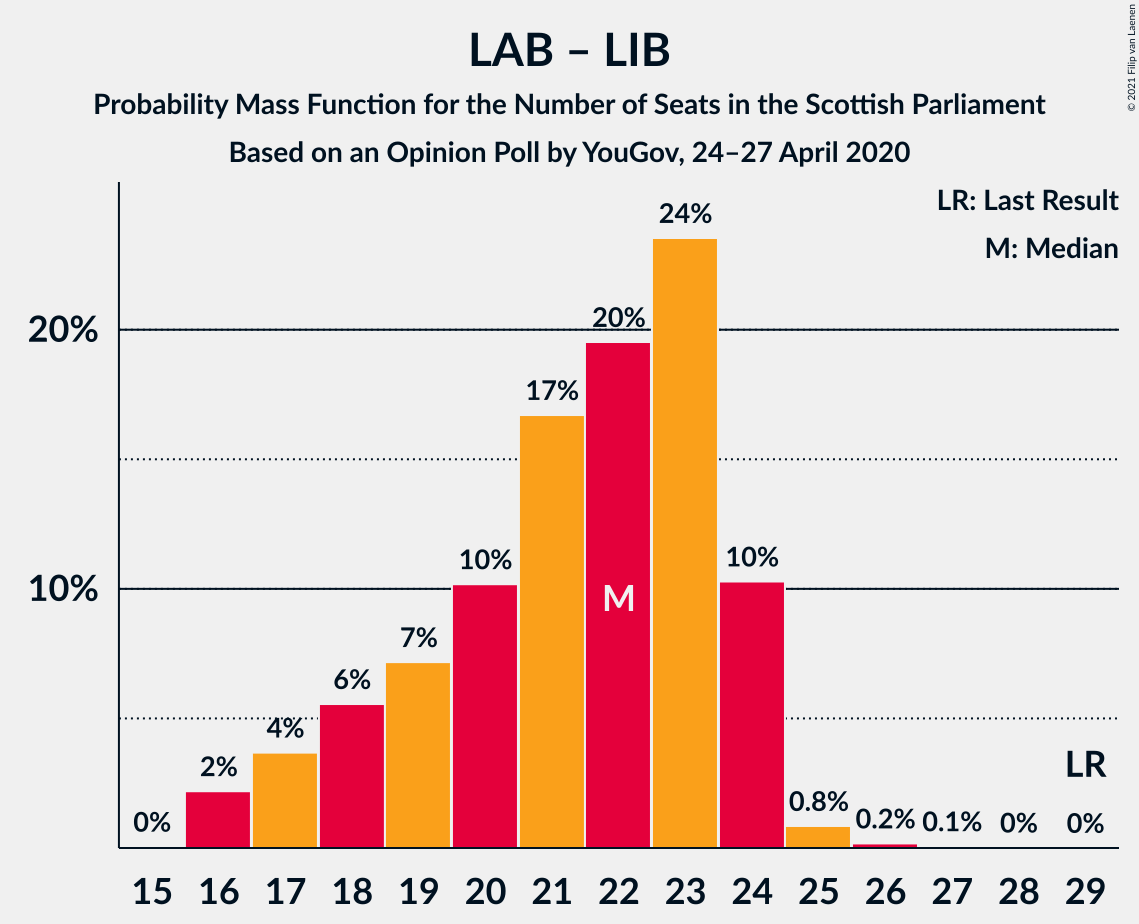 LAB – LIB
Probability Mass Function for the Number of Seats in the Scottish Parliament
Based on an Opinion Poll by YouGov, 24–27 April 2020
© 2021 Filip van Laenen
LR: Last Result
M: Median
24%
20%
20%
17%
10%
10%
10%
M
7%
6%
4%
2%
LR
0%
0.8%
0.2%
0.1%
0%
0%
15 16 17 18 19 20 21 22 23 24 25 26 27 28 29